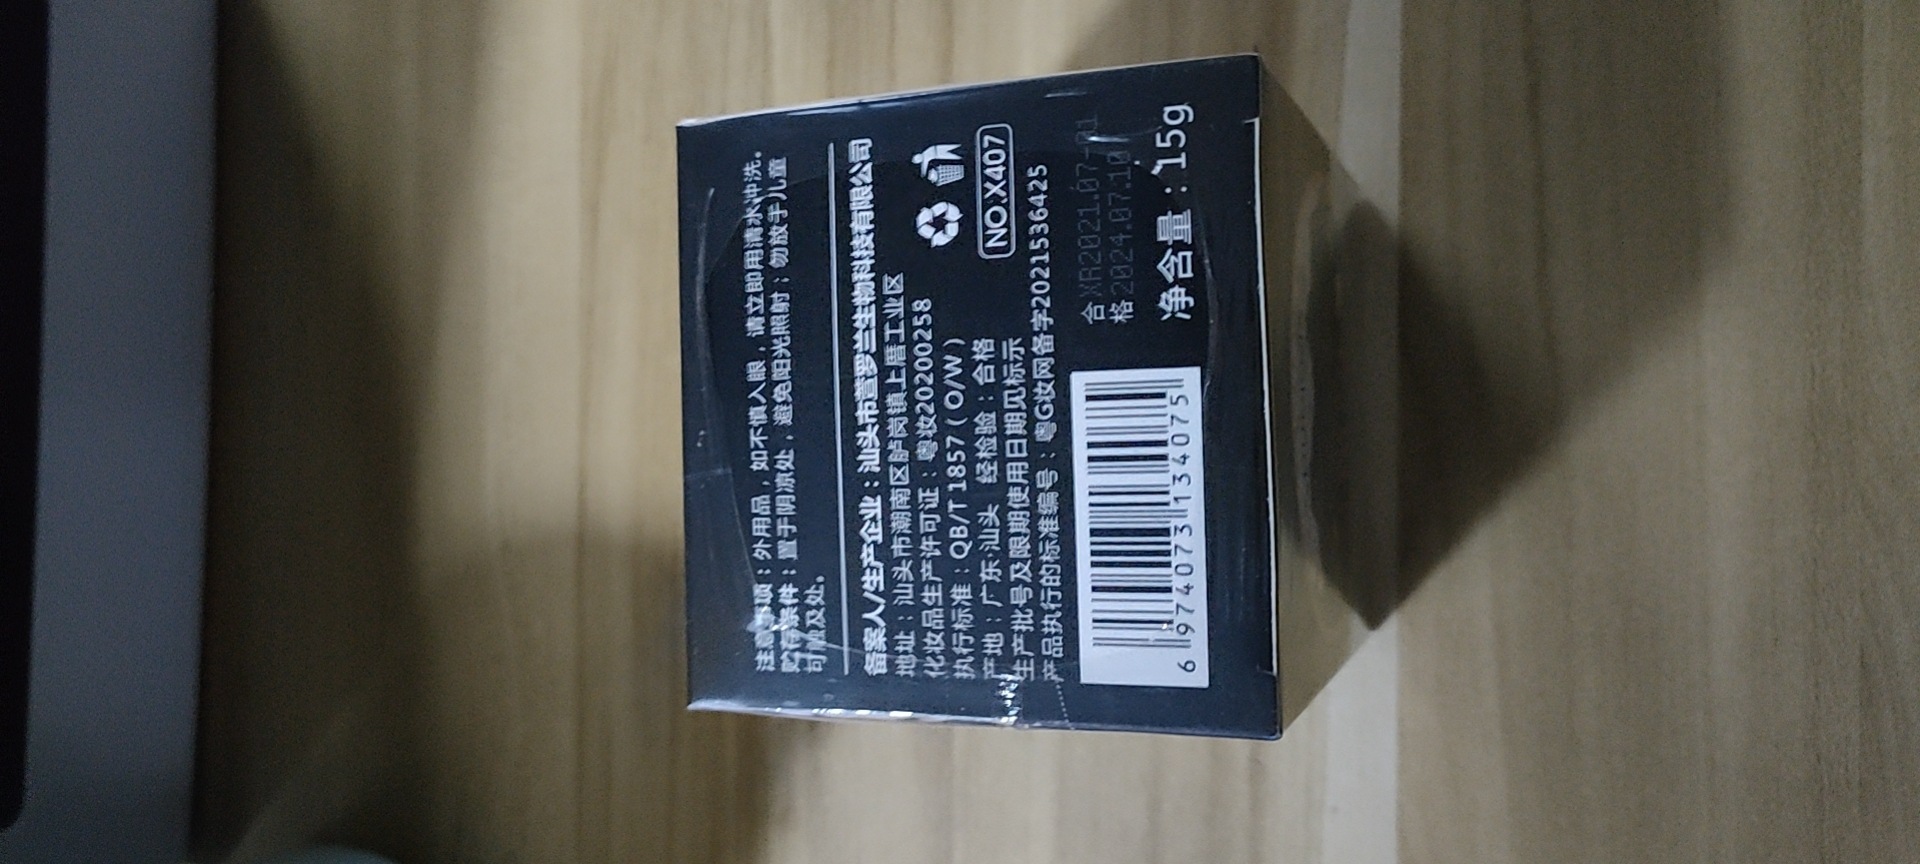 注意事项：外用品，如不慎入眼，请立即用清水冲洗。
贮存条件：置于阴凉处，避免阳光照射；勿放于儿童
可触及处。
备案人/生产企业：汕头市萱罗兰生物科技有限公司
地址：汕头市潮南区胪岗镇上厝工业区
化妆品生产许可证：粤妆20200258
执行标准：QB/T 1857（O/W）
产地：广东·汕头 经检验：合格
生产批号及限期使用日期见标示
产品执行的标准编号：粤G妆网备字2021536425
NO.X407
合 XR2021.07-01
格 2024.07.10
净含量：15g
6 974073 134075